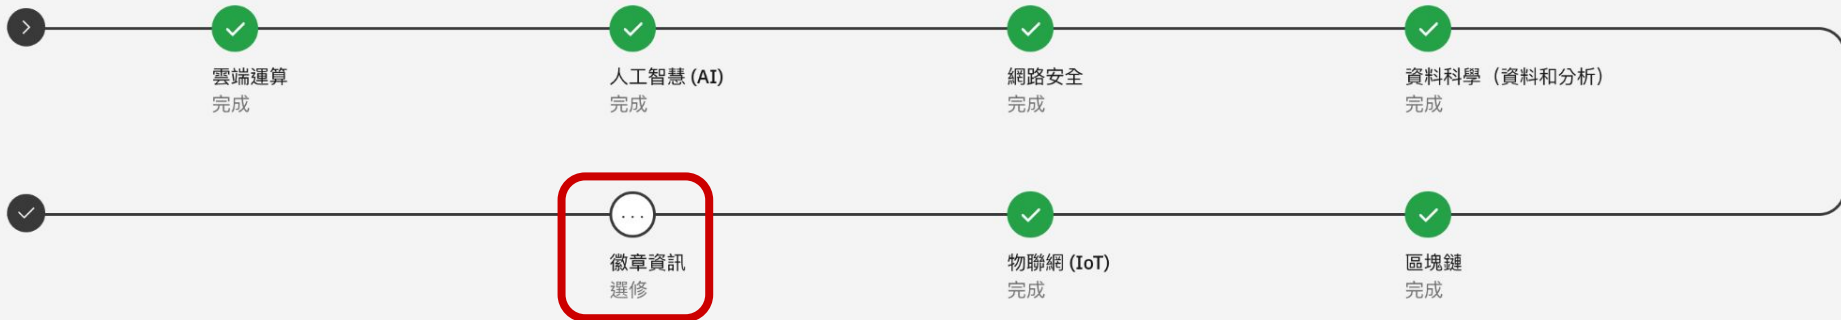 雲端運算
完成
人工智慧 (AI)
完成
網路安全
完成
資料科學（資料和分析）
完成
徽章資訊
選修
物聯網 (IoT)
完成
區塊鏈
完成